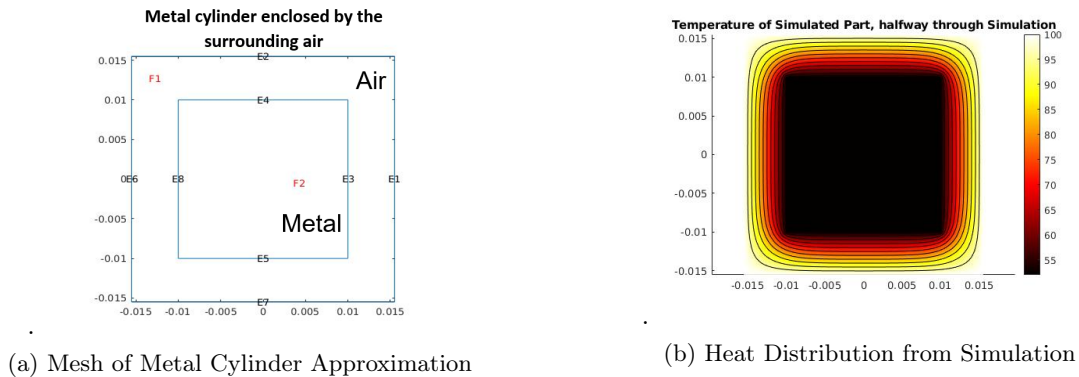 Metal cylinder enclosed by the
surrounding air
E2
0.015
F1
Air
0.01
E4
0.005
0E6
E8
F2
E3
E1
-0.005
Metal
-0.01
E5
-0.015
E7
-0.015
-0.01
-0.005
0
0.005
0.01
0.015
.
(a) Mesh of Metal Cylinder Approximation
Temperature of Simulated Part, halfway through Simulation
0.015
0.01
0.005
0
-0.005
-0.01
-0.015
-0.015
-0.01
-0.005
0
0.005
0.01
0.015
100
95
90
85
80
75
70
65
60
55
.
(b) Heat Distribution from Simulation